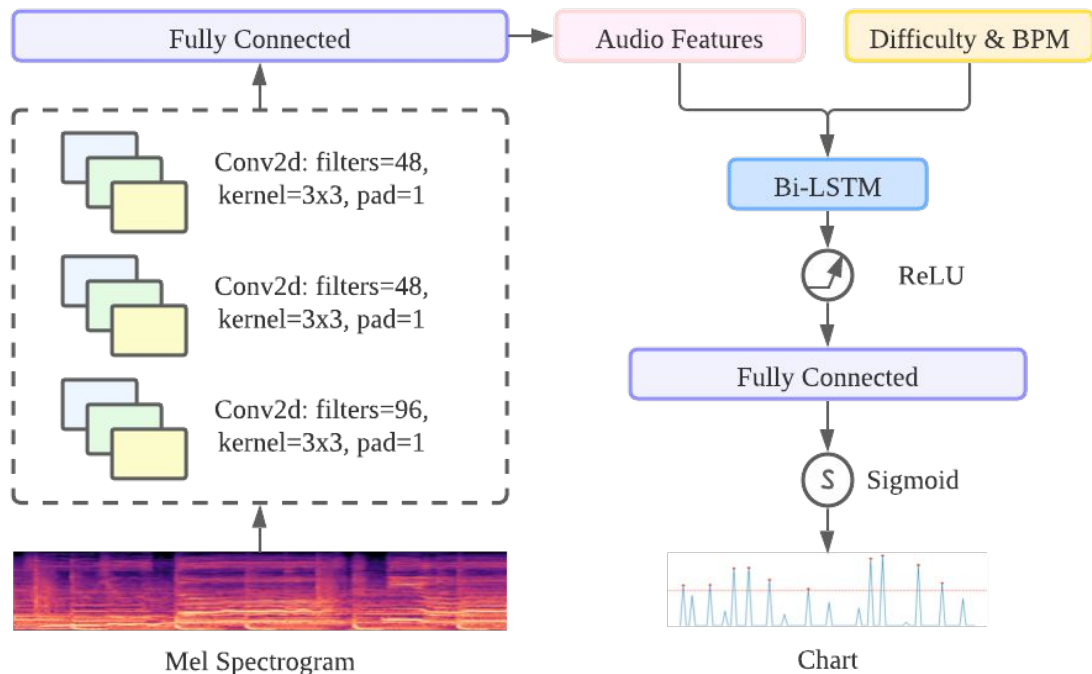 Fully Connected
Audio Features
Difficulty & BPM
Conv2d: filters=48,
kernel=3x3, pad=1
Conv2d: filters=48,
kernel=3x3, pad=1
Conv2d: filters=96,
kernel=3x3, pad=1
Mel Spectrogram
Bi-LSTM
ReLU
Fully Connected
Sigmoid
Chart